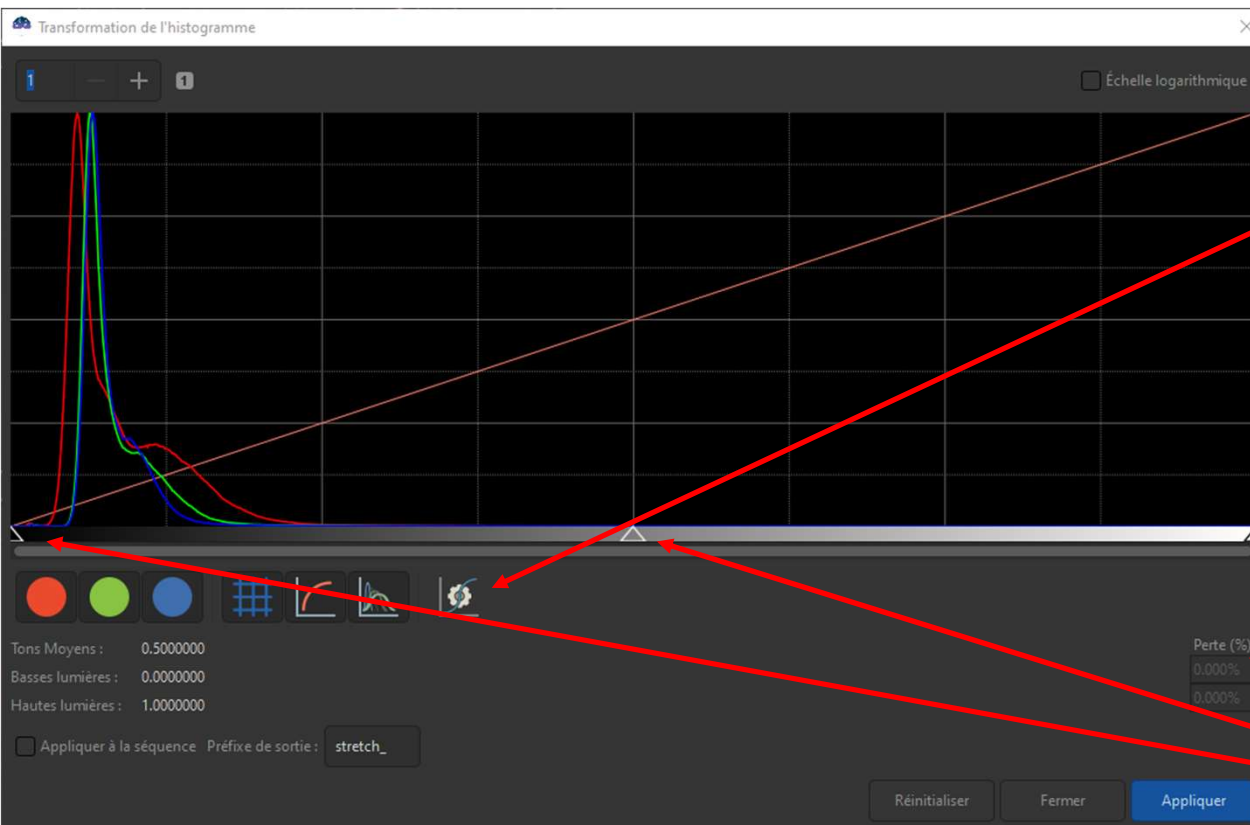 Transformation de l'histogramme
1
1
Échelle logarithmique
Tons Moyens : 0.5000000
Perte (%)
Basses lumières : 0.0000000
0.000%
Hautes lumières : 1.0000000
0.000%
Appliquer à la séquence Préfixe de sortie : stretch_
Réinitialiser Fermer Appliquer